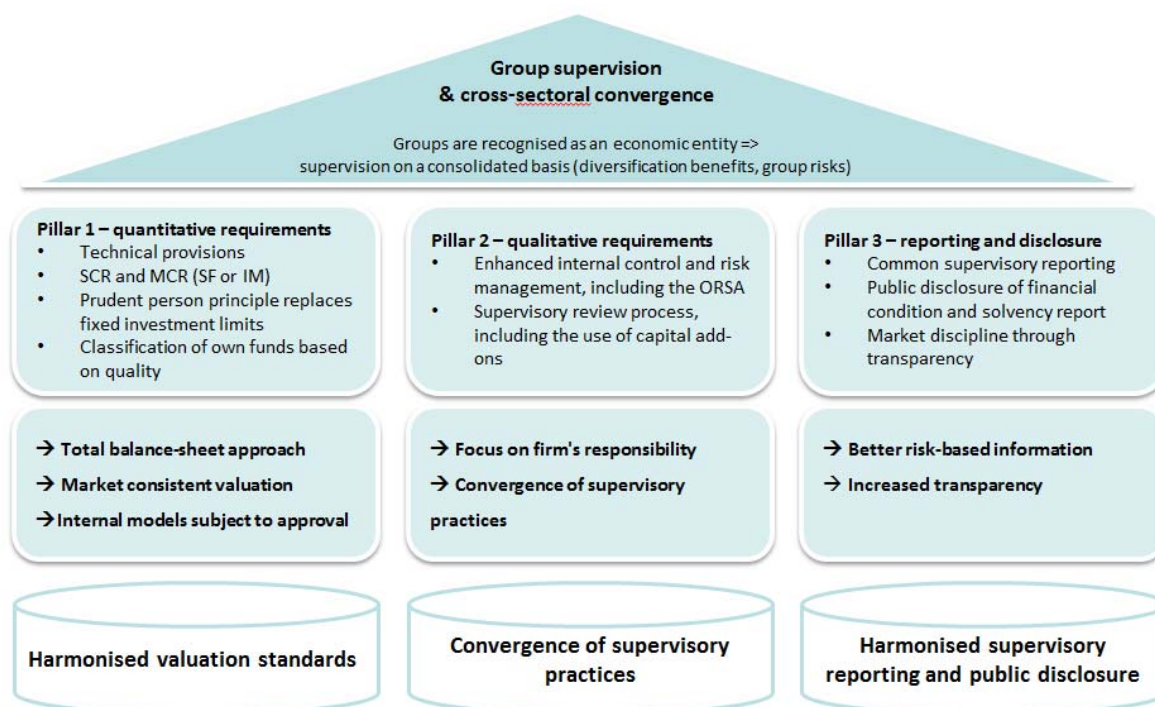 Group supervision
& cross-sectoral convergence
Groups are recognised as an economic entity =>
supervision on a consolidated basis (diversification benefits, group risks)
Pillar 1 – quantitative requirements
• Technical provisions
• SCR and MCR (SF or IM)
• Prudent person principle replaces
fixed investment limits
• Classification of own funds based
on quality
Pillar 2 – qualitative requirements
• Enhanced internal control and risk
management, including the ORSA
• Supervisory review process,
including the use of capital add-
ons
Pillar 3 – reporting and disclosure
• Common supervisory reporting
• Public disclosure of financial
condition and solvency report
• Market discipline through
transparency
→ Total balance-sheet approach
→ Market consistent valuation
→Internal models subject to approval
→ Focus on firm's responsibility
→ Convergence of supervisory
practices
→ Better risk-based information
→ Increased transparency
Harmonised valuation standards
Convergence of supervisory
practices
Harmonised supervisory
reporting and public disclosure